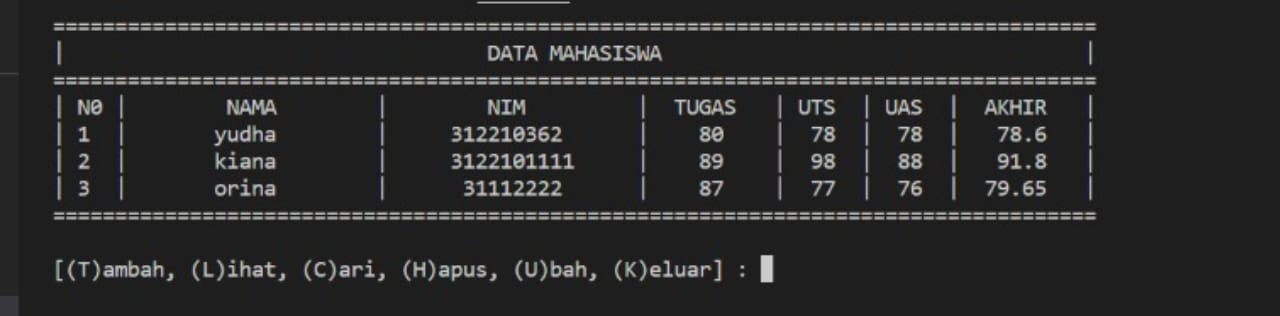 ==========================================================================================
| DATA MAHASISWA |
==========================================================================================
| N0 | NAMA | NIM | TUGAS | UTS | UAS | AKHIR |
| 1 | yudha | 312210362 | 80 | 78 | 78 | 78.6 |
| 2 | kiana | 3122101111 | 89 | 98 | 88 | 91.8 |
| 3 | orina | 31112222 | 87 | 77 | 76 | 79.65 |
==========================================================================================
[(T)ambah, (L)ihat, (C)ari, (H)apus, (U)bah, (K)eluar] :